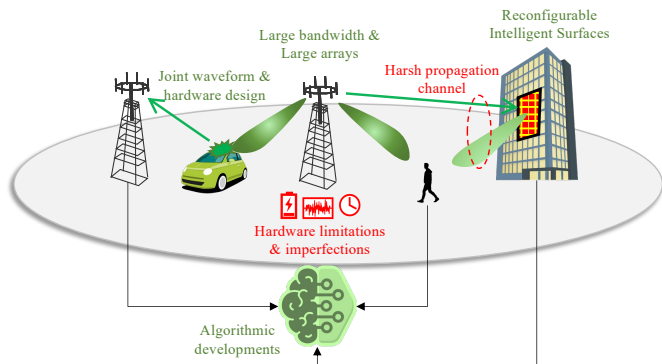 Reconfigurable
Intelligent Surfaces
Large bandwidth &
Large arrays
Joint waveform &
hardware design
Harsh propagation
channel
Hardware limitations
& imperfections
Algorithmic
developments